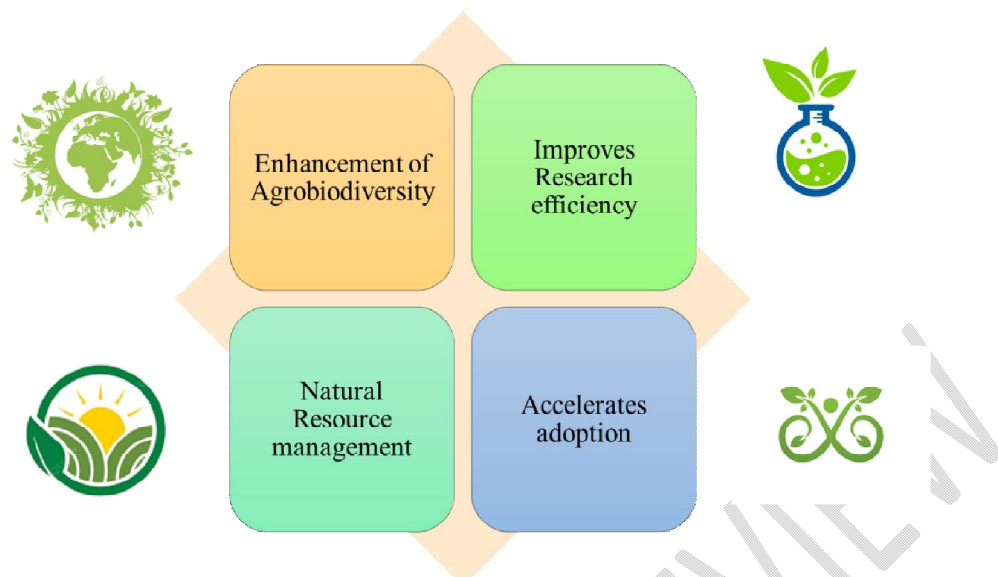 Enhancement of
Agrobiodiversity
Improves
Research
efficiency
Natural
Resource
management
Accelerates
adoption